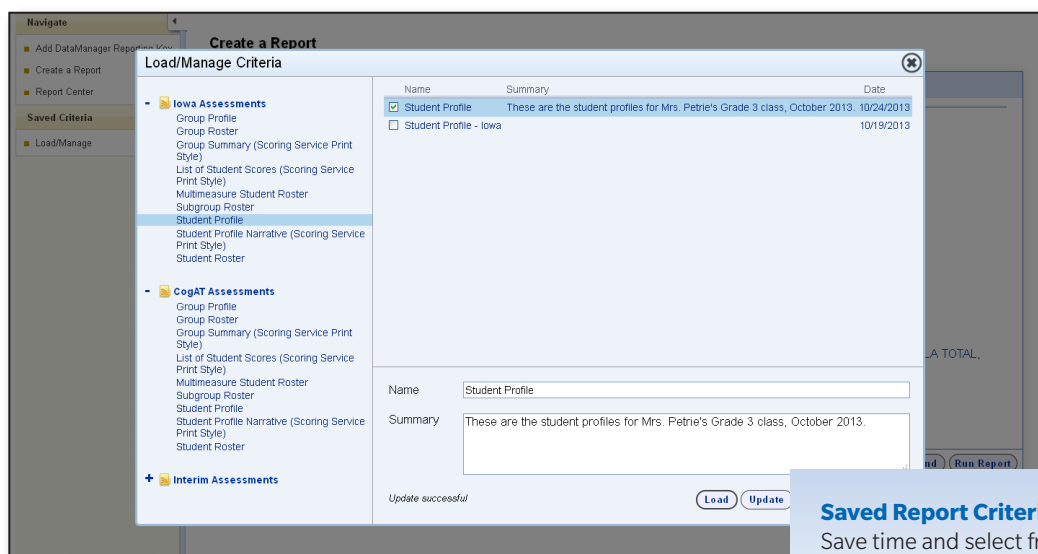 Navigate
Add DataManager Reporting Key
Create a Report
Report Center
Saved Criteria
Load/Manage
Create a Report
Load/Manage Criteria
- Iowa Assessments
Group Profile
Group Roster
Group Summary (Scoring Service Print
Style)
List of Student Scores (Scoring Service
Print Style)
Multimeasure Student Roster
Subgroup Roster
Student Profile
Student Profile Narrative (Scoring Service
Print Style)
Student Roster
- CogAT Assessments
Group Profile
Group Roster
Group Summary (Scoring Service Print
Style)
List of Student Scores (Scoring Service
Print Style)
Multimeasure Student Roster
Subgroup Roster
Student Profile
Student Profile Narrative (Scoring Service
Print Style)
Student Roster
+ Interim Assessments
Name Summary Date
Student Profile These are the student profiles for Mrs. Petrie's Grade 3 class, October 2013. 10/24/2013
Student Profile - Iowa 10/19/2013
LA TOTAL,
Name Student Profile
Summary These are the student profiles for Mrs. Petrie's Grade 3 class, October 2013.
Run Report
Update successful Load Update
Saved Report
Save time and select